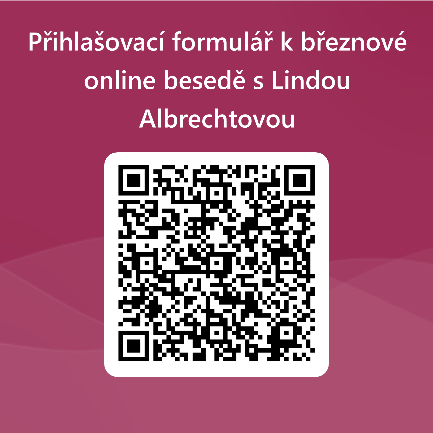 Přihlašovací formulář k březnové
online besedě s Lindou
Albrechtovou